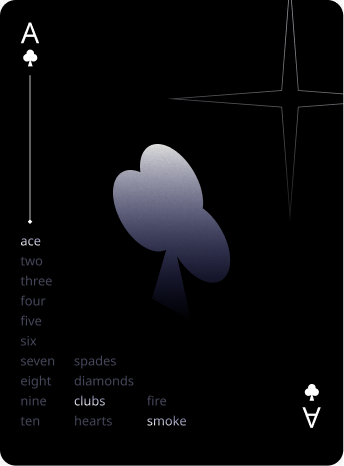 A
ace
two
three
four
five
six
seven spades
eight diamonds
nine clubs fire
ten hearts smoke
A